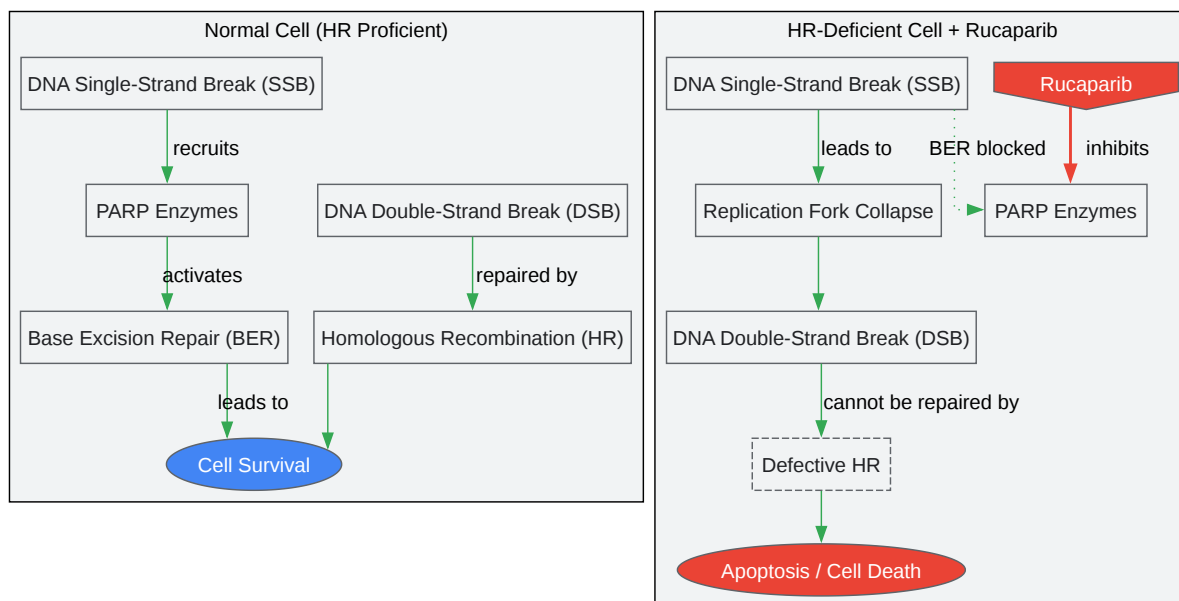 Normal Cell (HR Proficient)
DNA Single-Strand Break (SSB)
recruits
PARP Enzymes
DNA Double-Strand Break (DSB)
activates
repaired by
Base Excision Repair (BER)
Homologous Recombination (HR)
leads to
Cell Survival
HR-Deficient Cell + Rucaparib
DNA Single-Strand Break (SSB)
Rucaparib
leads to
BER blocked
inhibits
Replication Fork Collapse
PARP Enzymes
DNA Double-Strand Break (DSB)
cannot be repaired by
Defective HR
Apoptosis / Cell Death